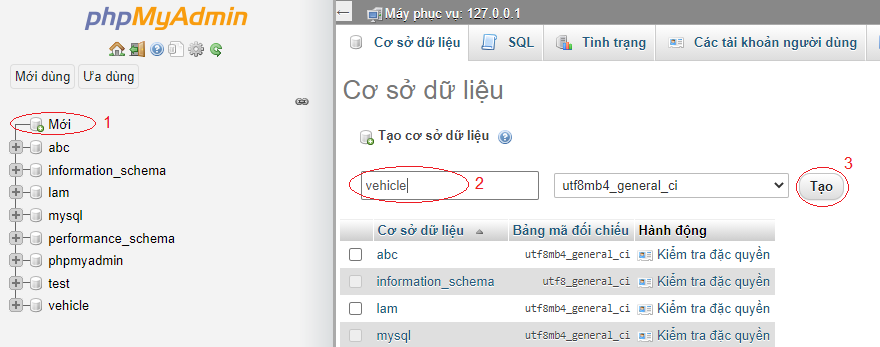 phpMyAdmin
Mới dùng Ưa dùng
Mới 1
abc
information_schema
lam
mysql
performance_schema
phpmyadmin
test
vehicle
Máy phục vụ: 127.0.0.1
Cơ sở dữ liệu SQL Tình trạng Các tài khoản người dùng
Cơ sở dữ liệu
Tạo cơ sở dữ liệu
vehicle 2 utf8mb4_general_ci 3 Tạo
Cơ sở dữ liệu Bảng mã đối chiếu Hành động
abc utf8mb4_general_ci Kiểm tra đặc quyền
information_schema utf8_general_ci Kiểm tra đặc quyền
lam utf8mb4_general_ci Kiểm tra đặc quyền
mysql utf8mb4_general_ci Kiểm tra đặc quyền